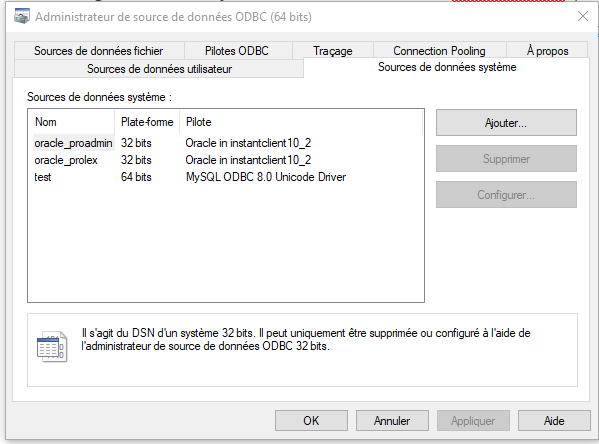 Administrateur de source de données ODBC (64 bits)
Sources de données fichier Pilotes ODBC Traçage Connection Pooling À propos
Sources de données utilisateur Sources de données système
Sources de données système :
Nom Plate-forme Pilote
oracle_proadmin 32 bits Oracle in instantclient10_2
oracle_prolex 32 bits Oracle in instantclient10_2
test 64 bits MySQL ODBC 8.0 Unicode Driver
Ajouter...
Supprimer
Configurer...
Il s'agit du DSN d'un système 32 bits. Il peut uniquement être supprimée ou configuré à l'aide de
l'administrateur de source de données ODBC 32 bits.
OK Annuler Appliquer Aide